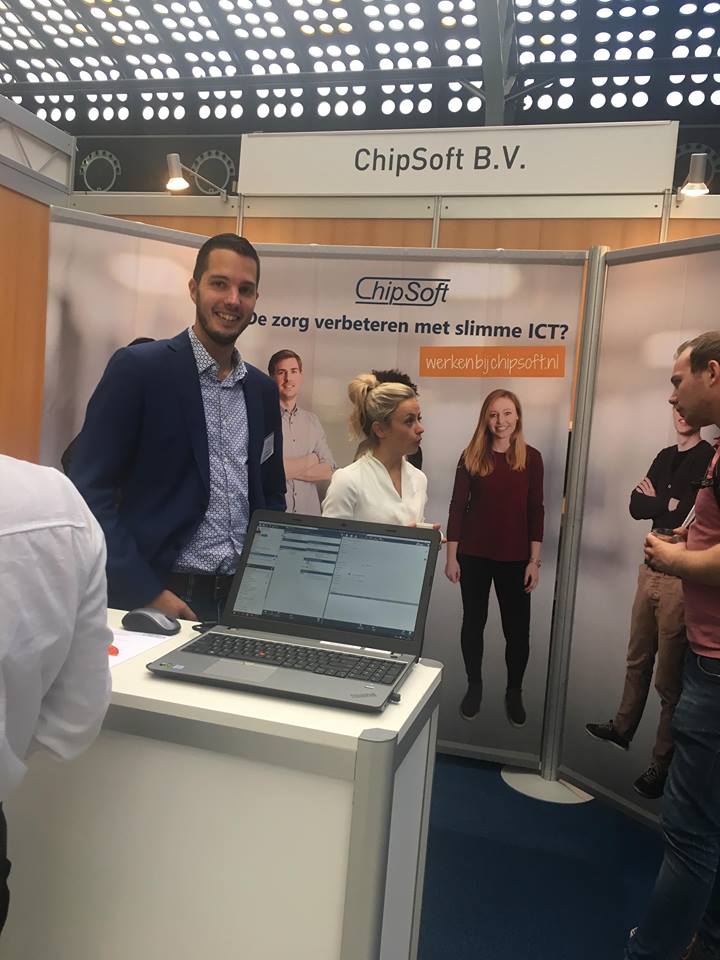 ChipSoft B.V.
ChipSoft
De zorg verbeteren met slimme ICT?
werkenbijchipsoft.nl